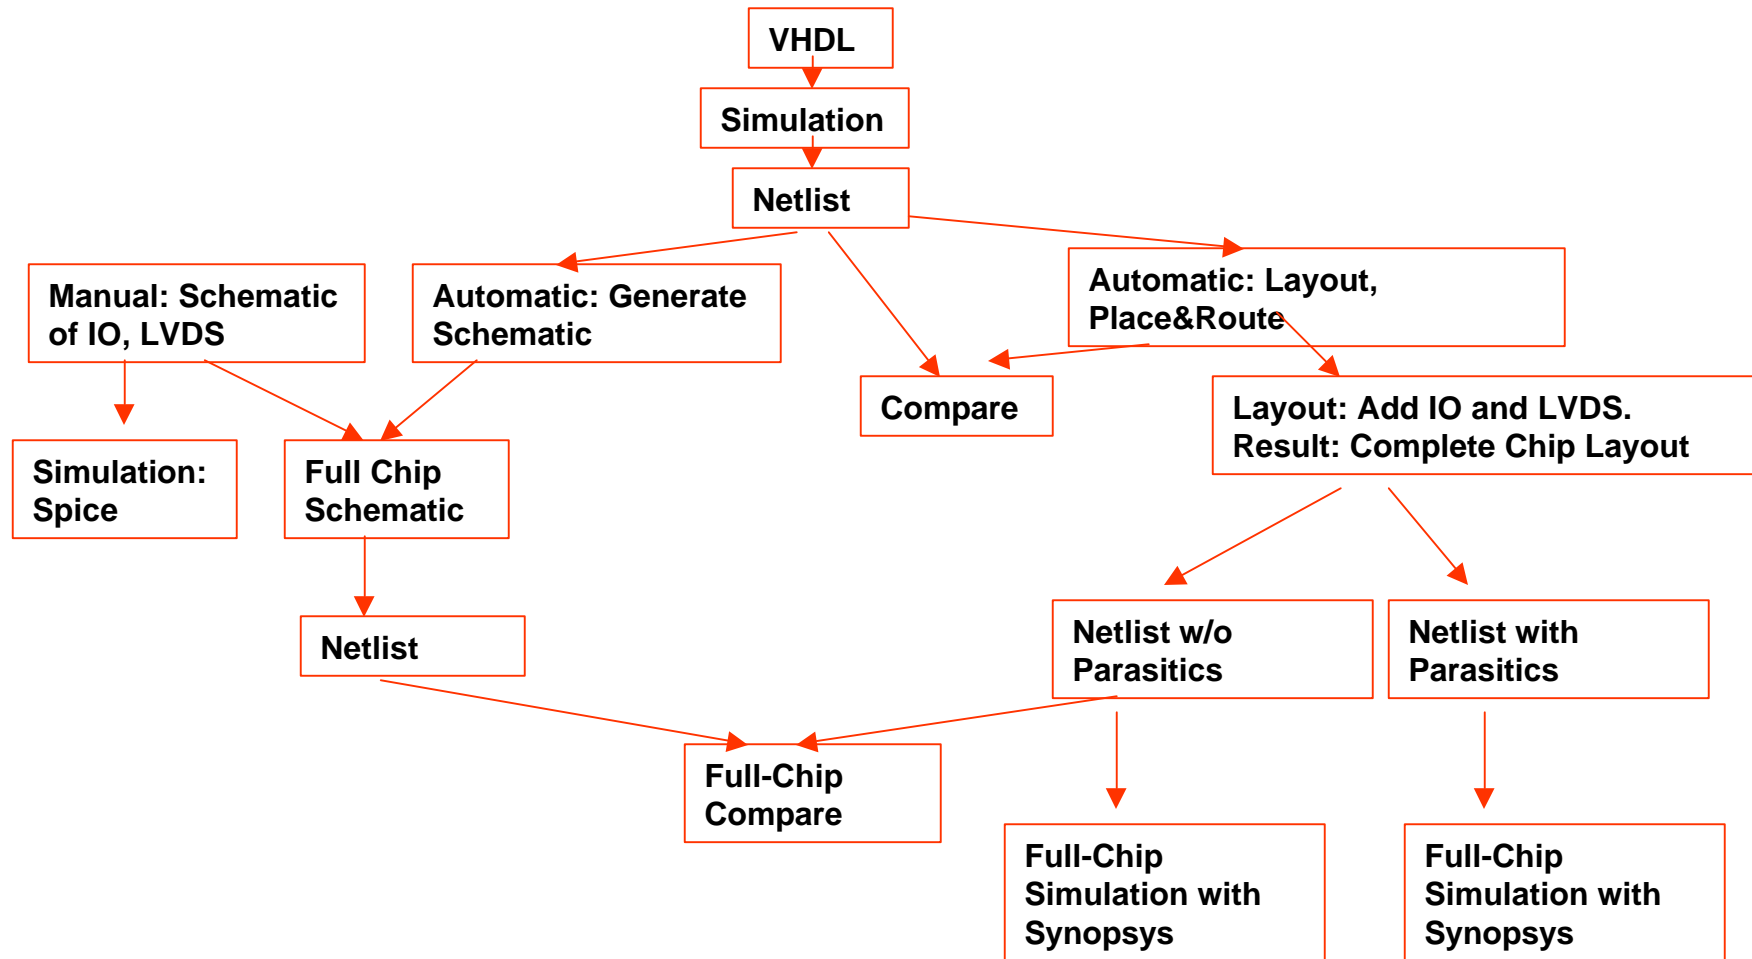 VHDL
Simulation
Netlist
Manual: Schematic
of IO, LVDS
Automatic: Generate
Schematic
Automatic: Layout,
Place&Route
Compare
Layout: Add IO and LVDS.
Result: Complete Chip Layout
Simulation:
Spice
Full Chip
Schematic
Netlist
Netlist w/o
Parasitics
Netlist with
Parasitics
Full-Chip
Compare
Full-Chip
Simulation with
Synopsys
Full-Chip
Simulation with
Synopsys